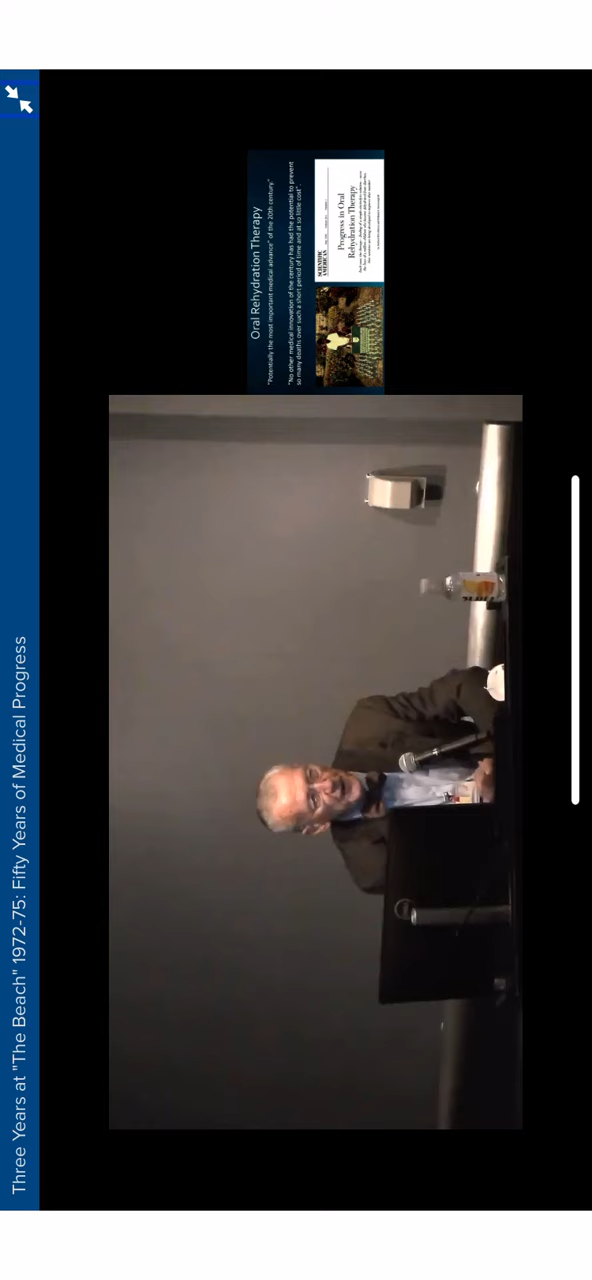 Three Years at "The Beach" 1972-75: Fifty Years of Medical Progress
Oral Rehydration Therapy
"Potentially the most important medical advance" of the 20th century."
"No other medical innovation of the century has had the potential to prevent
so many deaths over such a short period of time and at so little cost".
SCIENTIFIC
AMERICAN
Progress in Oral
Rehydration Therapy